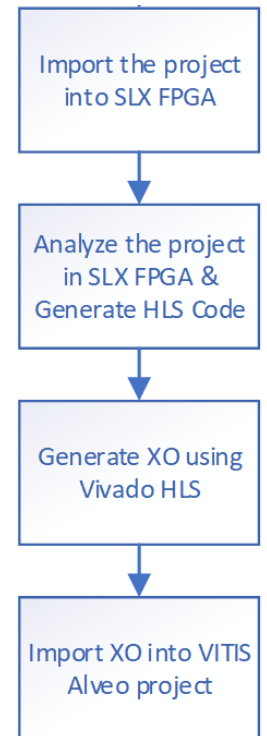 Import the project
into SLX FPGA
Analyze the project
in SLX FPGA &
Generate HLS Code
Generate XO using
Vivado HLS
Import XO into VITIS
Alveo project